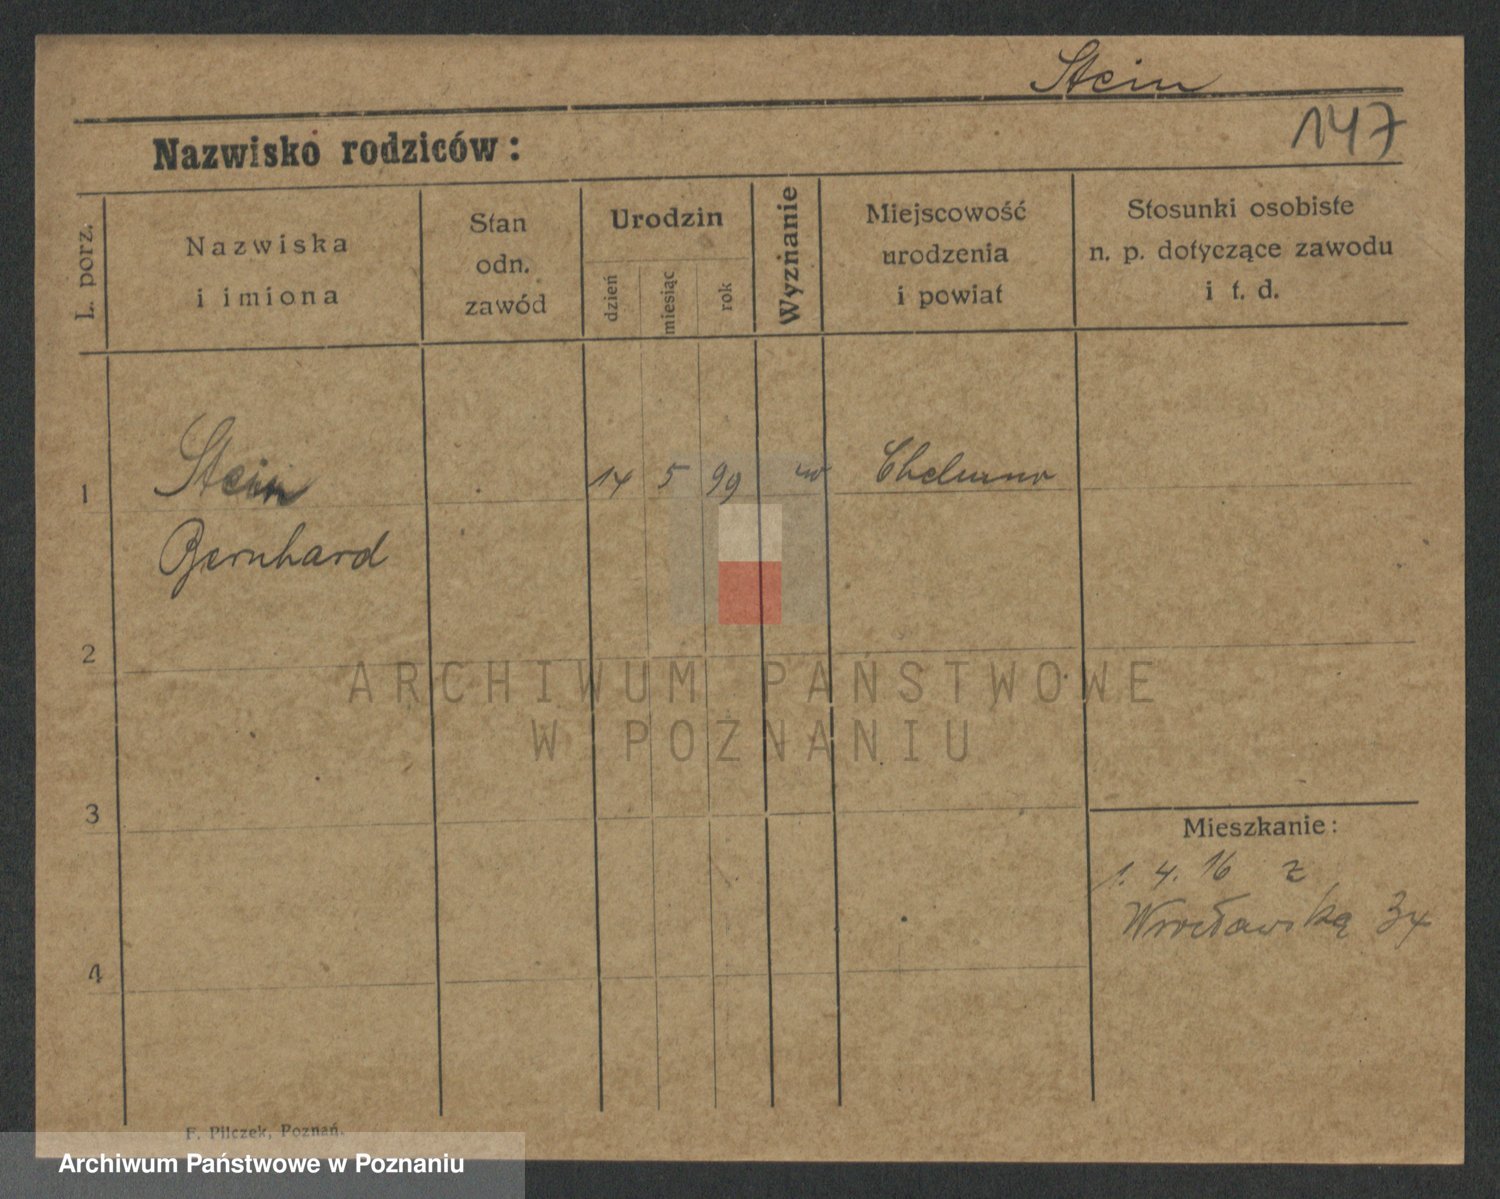 Stein
147
Nazwisko rodziców:
L. porz.
Nazwiska
i imiona
Stan
odn.
zawód
Urodzin
dzień
miesiąc
rok
Wyznanie
Miejscowość
urodzenia
i powiat
Stosunki osobiste
n. p. dotyczące zawodu
i t. d.
1
Stein
14 5 99
Chelmno
Bernhard
2
ARCHIWUM PAŃSTWOWE
W POZNANIU
3
Mieszkanie:
1. 4. 16 z
Wrocławska
4
F. Pilczek, Poznań.
Archiwum Państwowe w Poznaniu